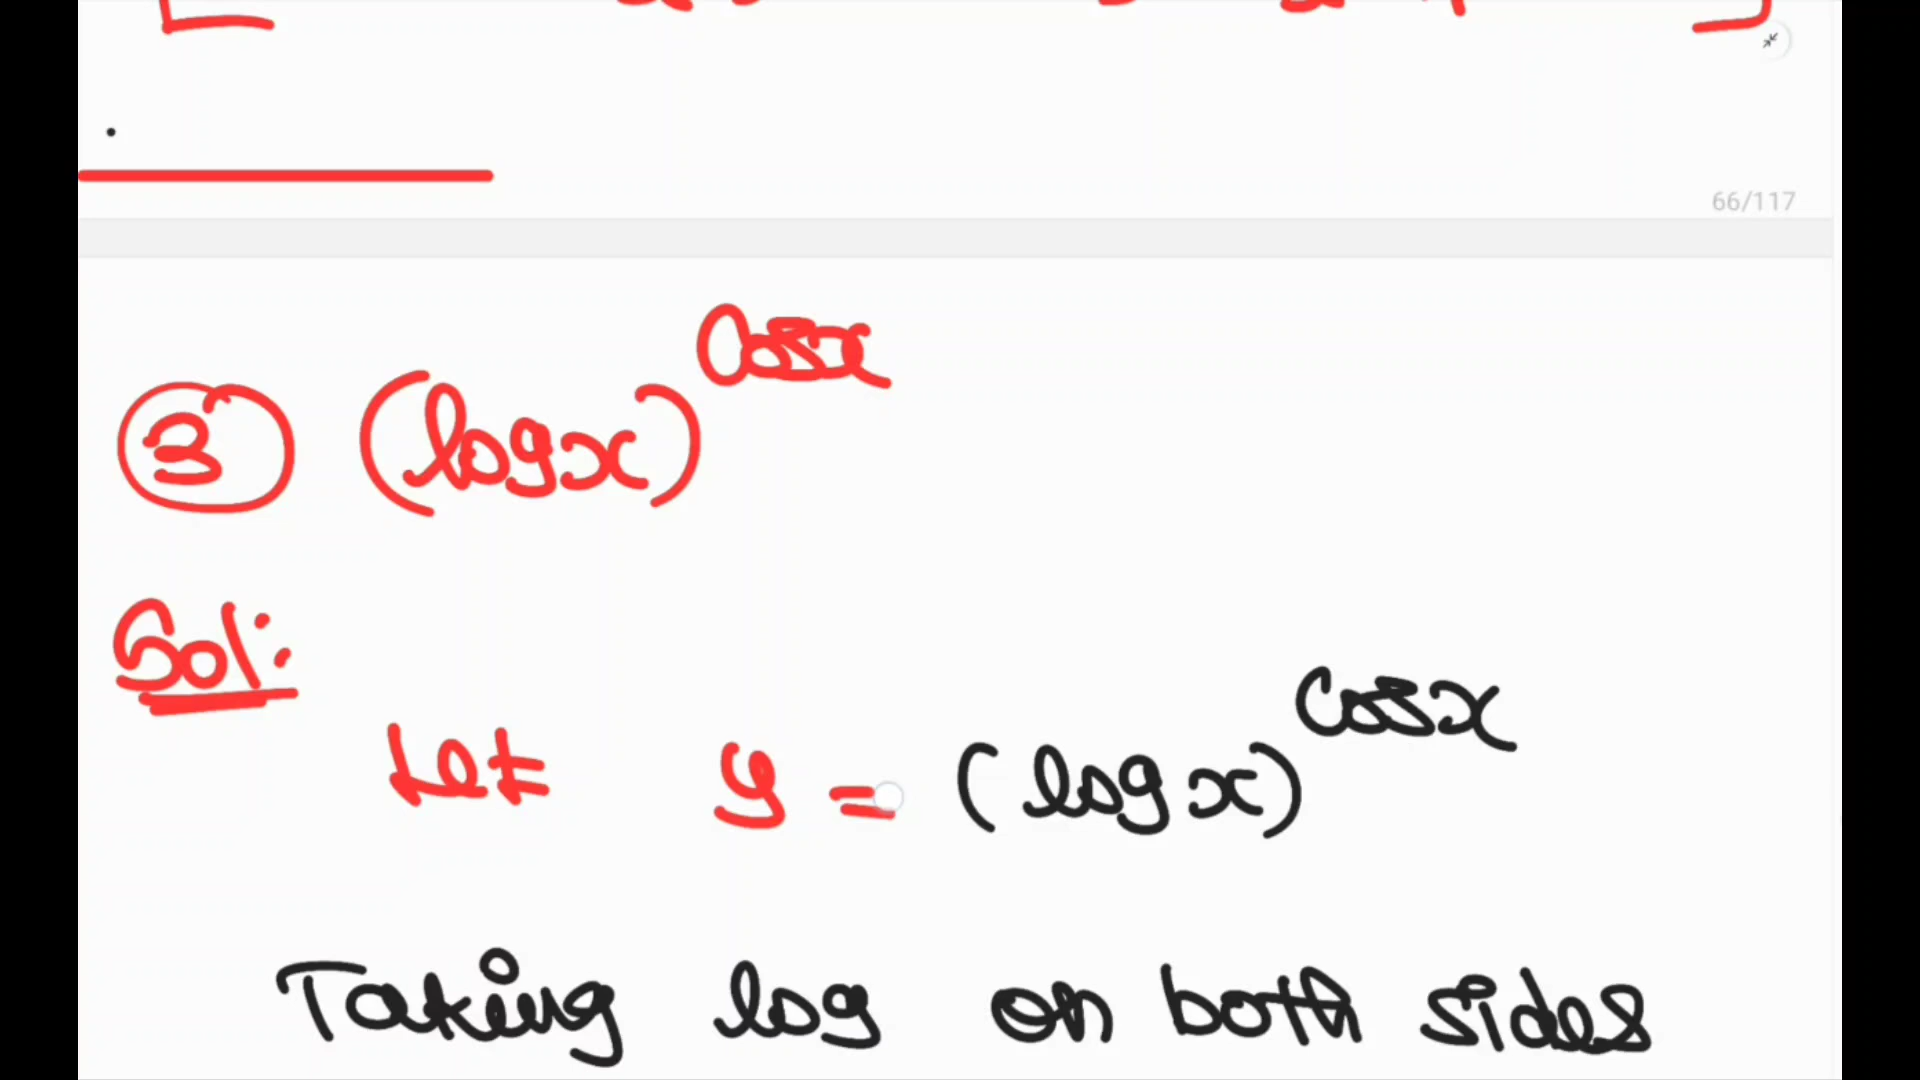 66/117
③ (log x)^Cos x
Sol:
Let y = (log x)^Cos x
Taking log on both sides